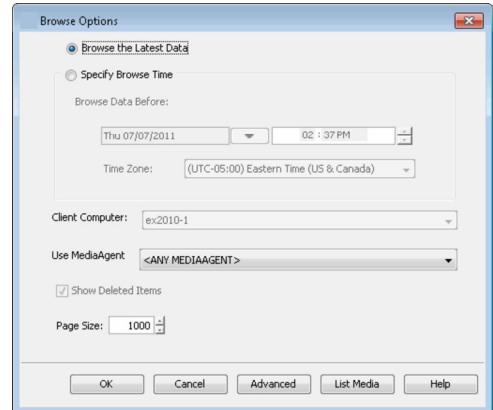 Browse Options
Browse the Latest Data
Specify Browse Time
Browse Data Before:
Thu 07/07/2011 02 : 37 PM
Time Zone: (UTC-05:00) Eastern Time (US & Canada)
Client Computer: ex2010-1
Use MediaAgent <ANY MEDIAAGENT>
Show Deleted Items
Page Size: 1000
OK Cancel Advanced List Media Help